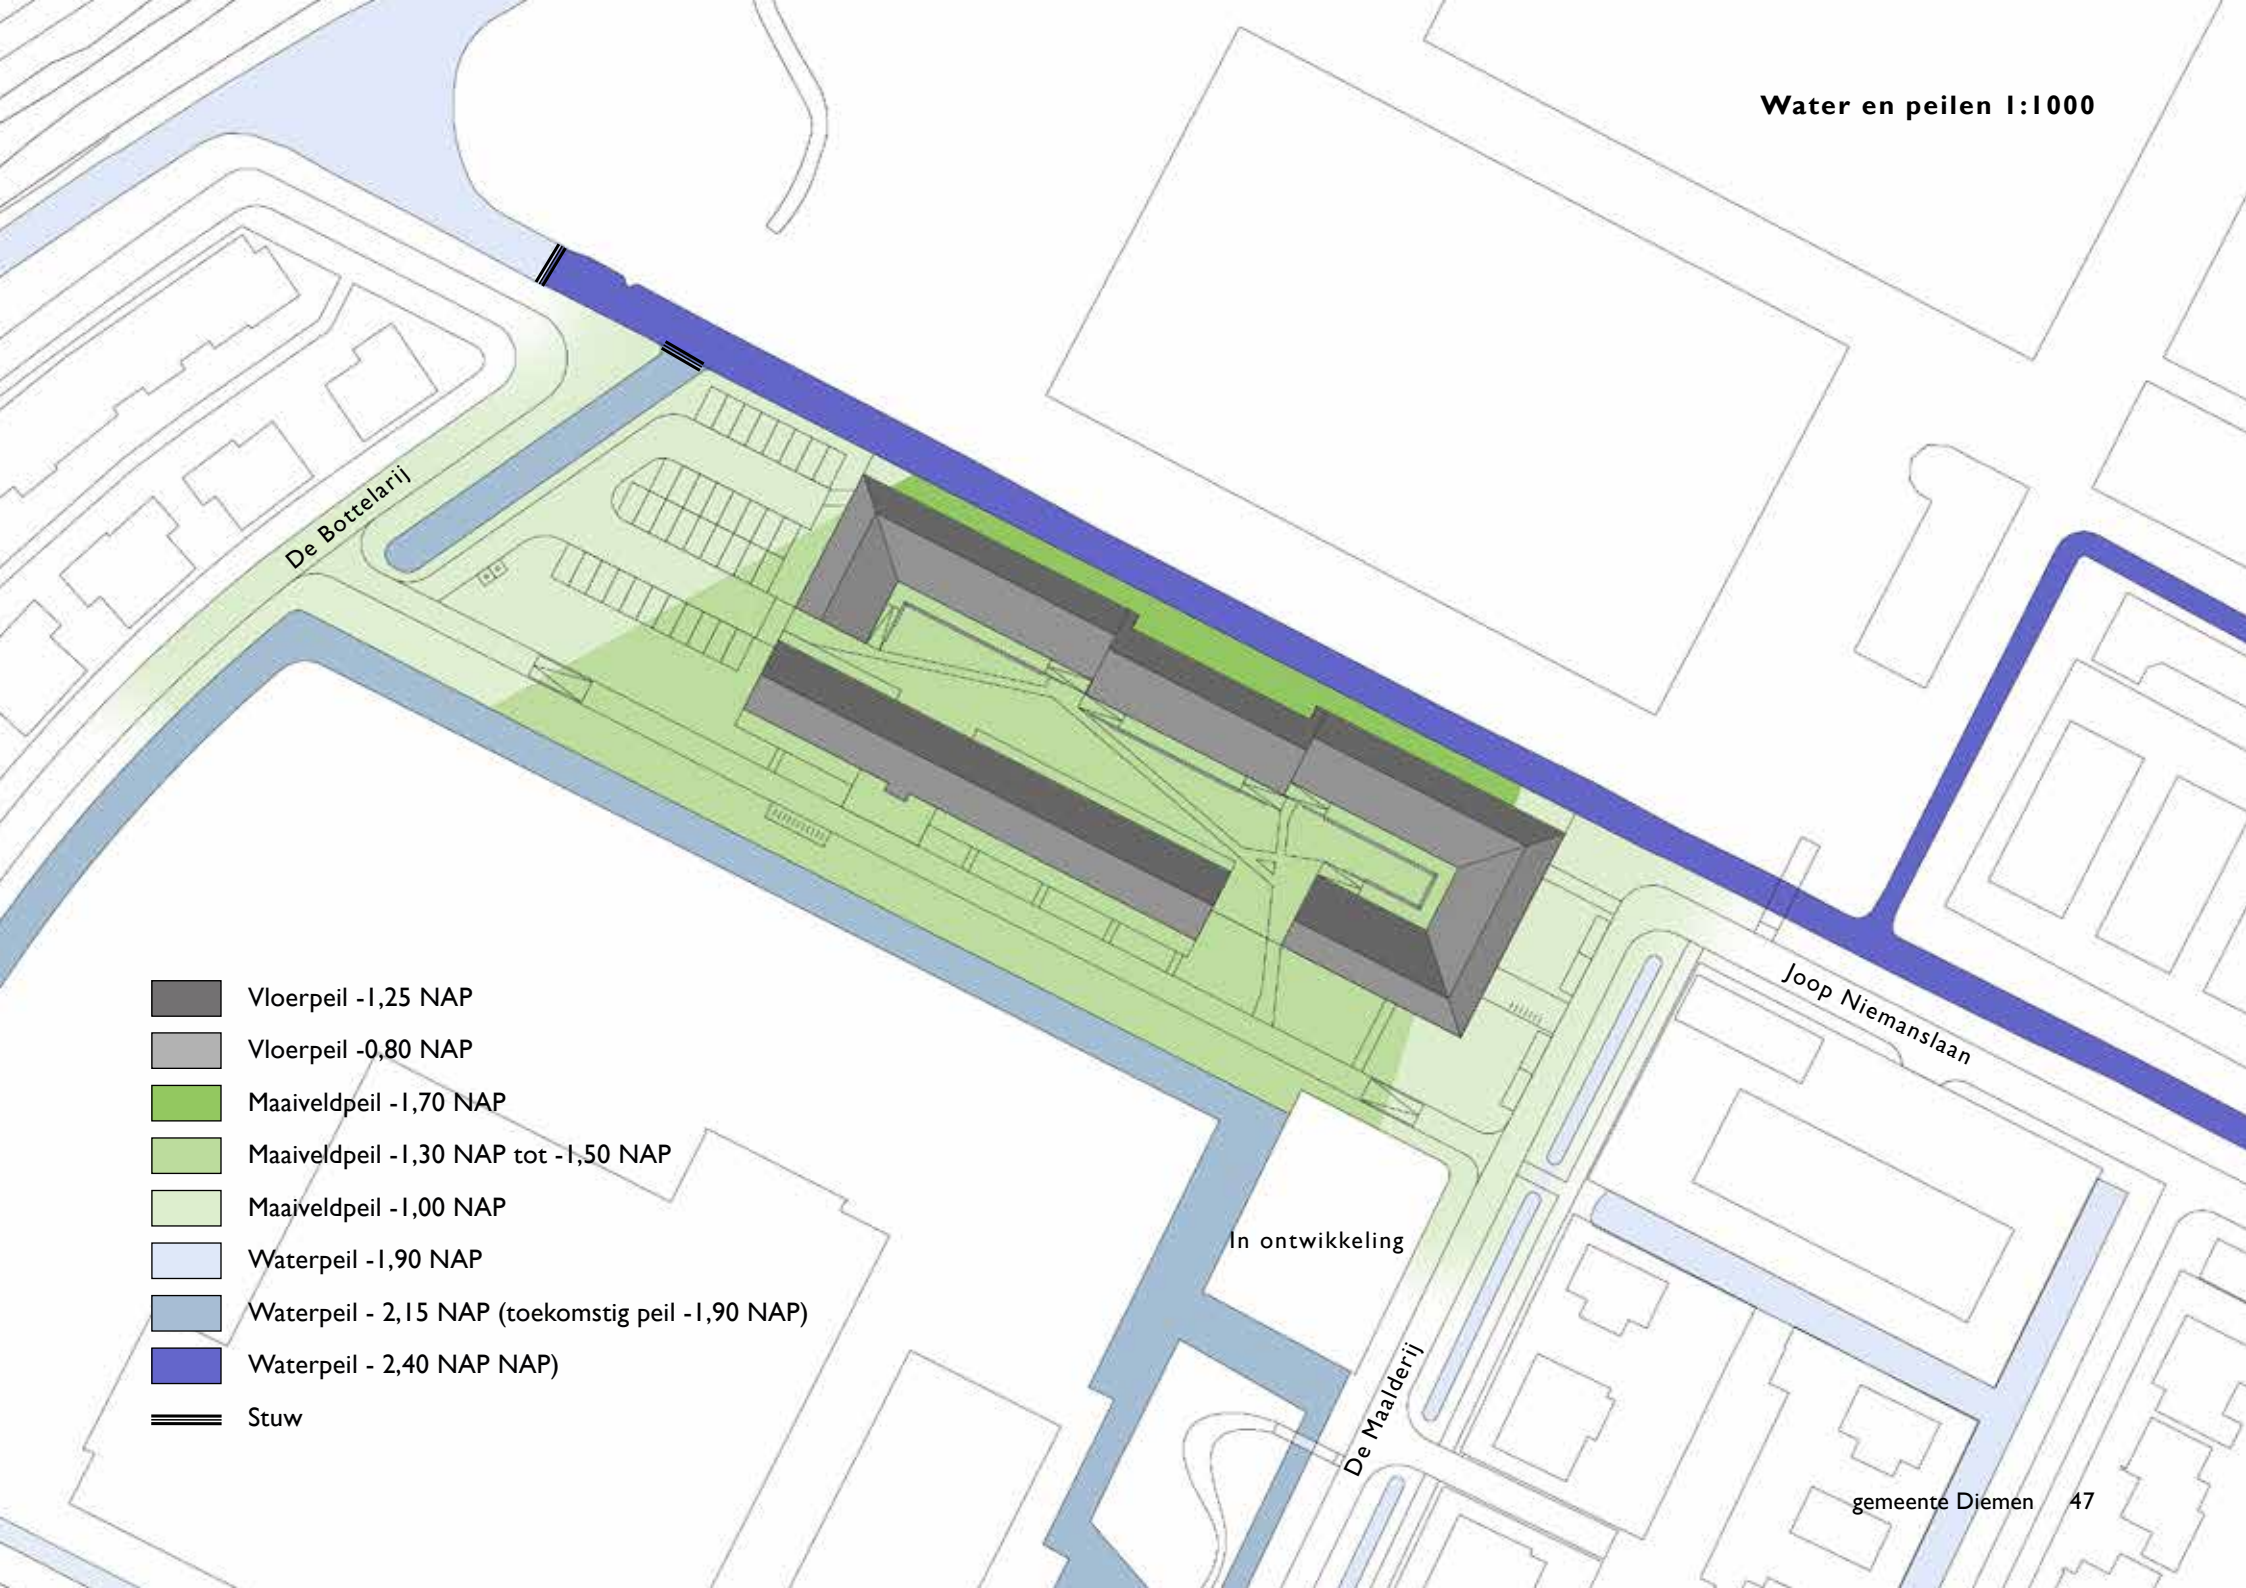 Water en peilen 1:1000
De Bottelarij
Joop Niemanslaan
In ontwikkeling
De Maalderij
Vloerpeil -1,25 NAP
Vloerpeil -0,80 NAP
Maaiveldpeil -1,70 NAP
Maaiveldpeil -1,30 NAP tot -1,50 NAP
Maaiveldpeil -1,00 NAP
Waterpeil -1,90 NAP
Waterpeil - 2,15 NAP (toekomstig peil -1,90 NAP)
Waterpeil - 2,40 NAP NAP)
Stuw
gemeente Diemen 47